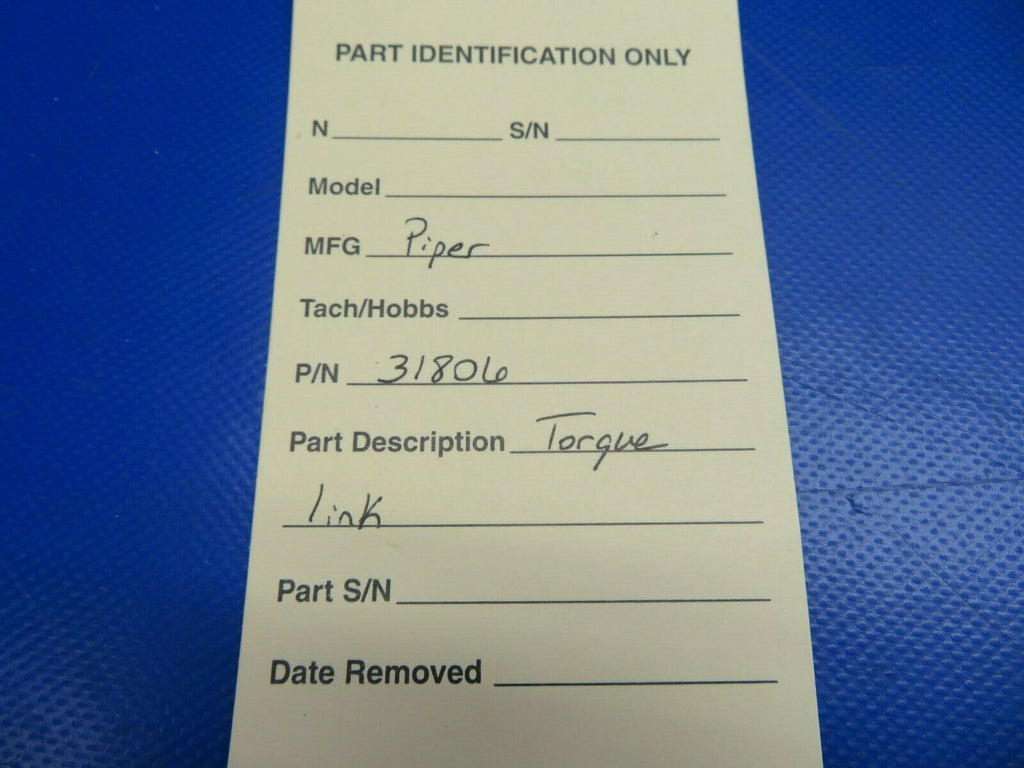 PART IDENTIFICATION ONLY
N S/N
Model
MFG Piper
Tach/Hobbs
P/N 31806
Part Description Torque
link
Part S/N
Date Removed